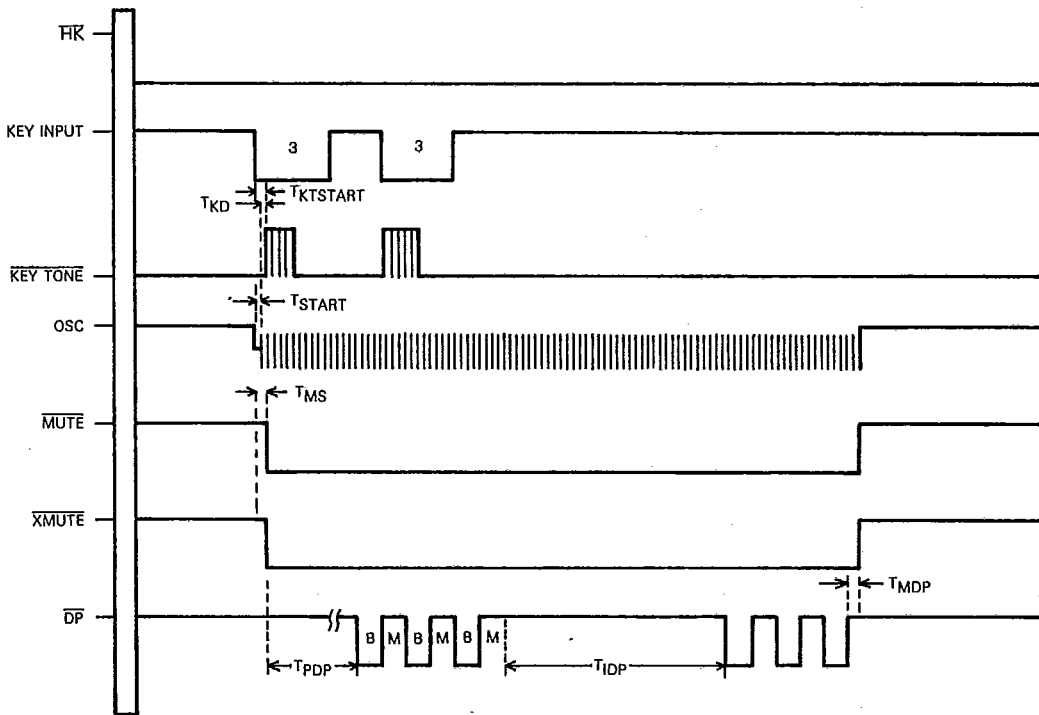 HK
KEY INPUT
3 3
TKTSTART
TKD
KEY TONE
TSTART
OSC
TMS
MUTE
XMUTE
TMDP
DP
B M B M B M
TPDP TIDP